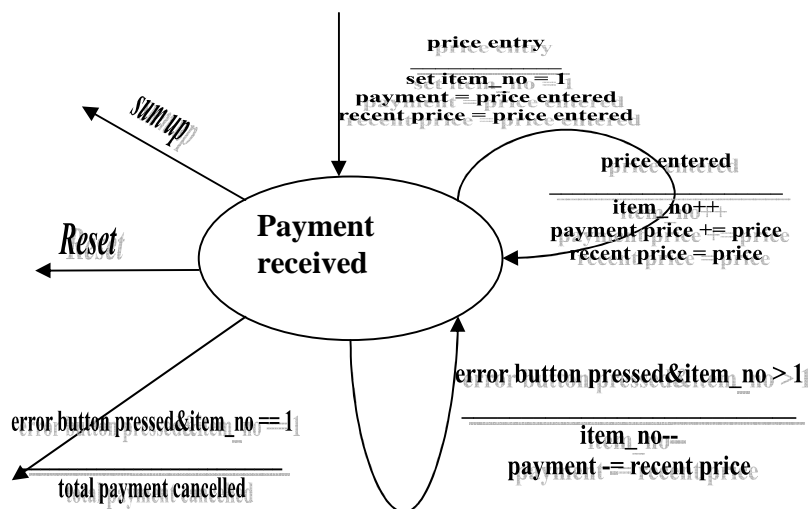 price entry
set item_no = 1
payment = price entered
recent price = price entered
sum up
price entered
item_no++
payment price += price
recent price = price
Payment
received
Reset
error button pressed&item_no > 1
item_no--
payment -= recent price
error button pressed&item_no == 1
total payment cancelled